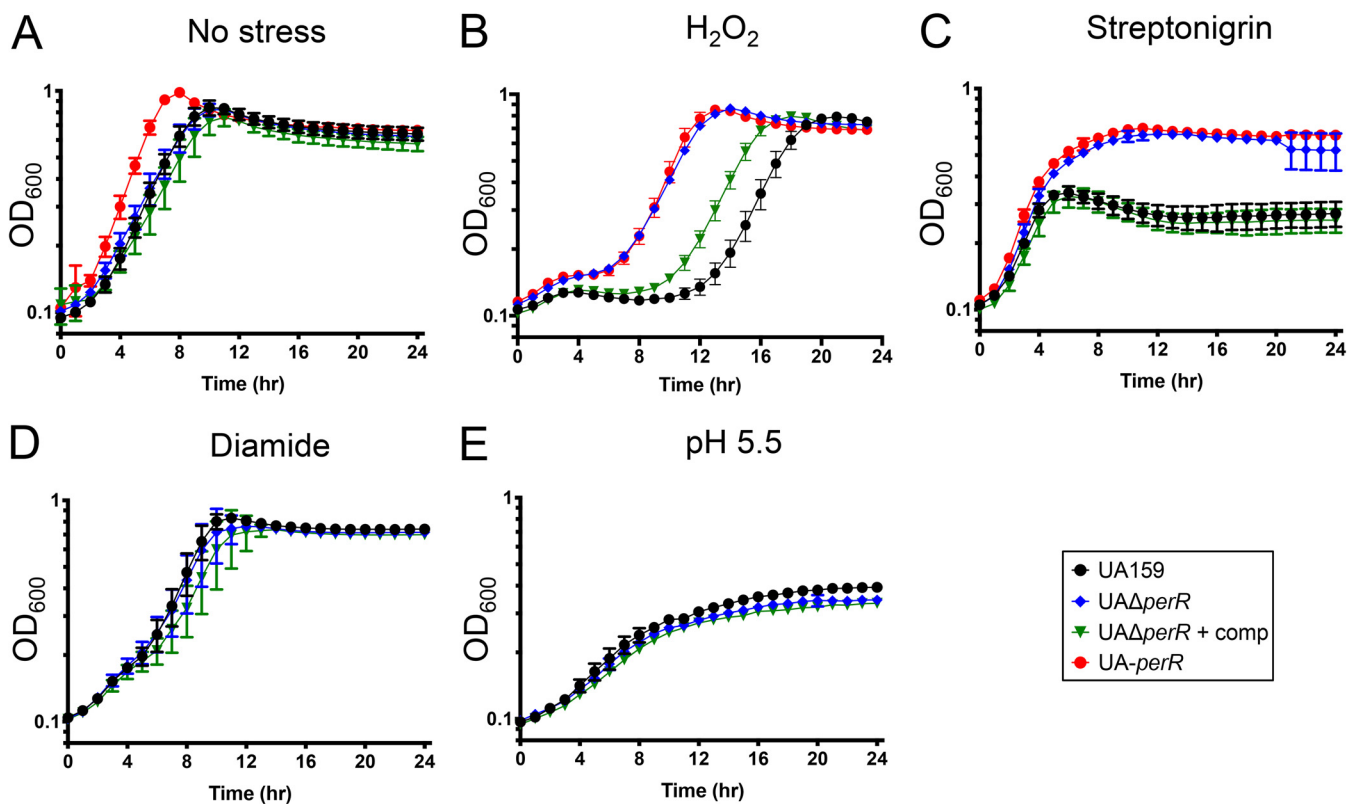 A
No stress
OD600
1
0.1
0 4 8 12 16 20 24
Time (hr)
B
H2O2
OD600
1
0.1
0 4 8 12 16 20 24
Time (hr)
C
Streptonigrin
OD600
1
0.1
0 4 8 12 16 20 24
Time (hr)
D
Diamide
OD600
1
0.1
0 4 8 12 16 20 24
Time (hr)
E
pH 5.5
OD600
1
0.1
0 4 8 12 16 20 24
Time (hr)
UA159
UAΔperR
UAΔperR + comp
UA-perR